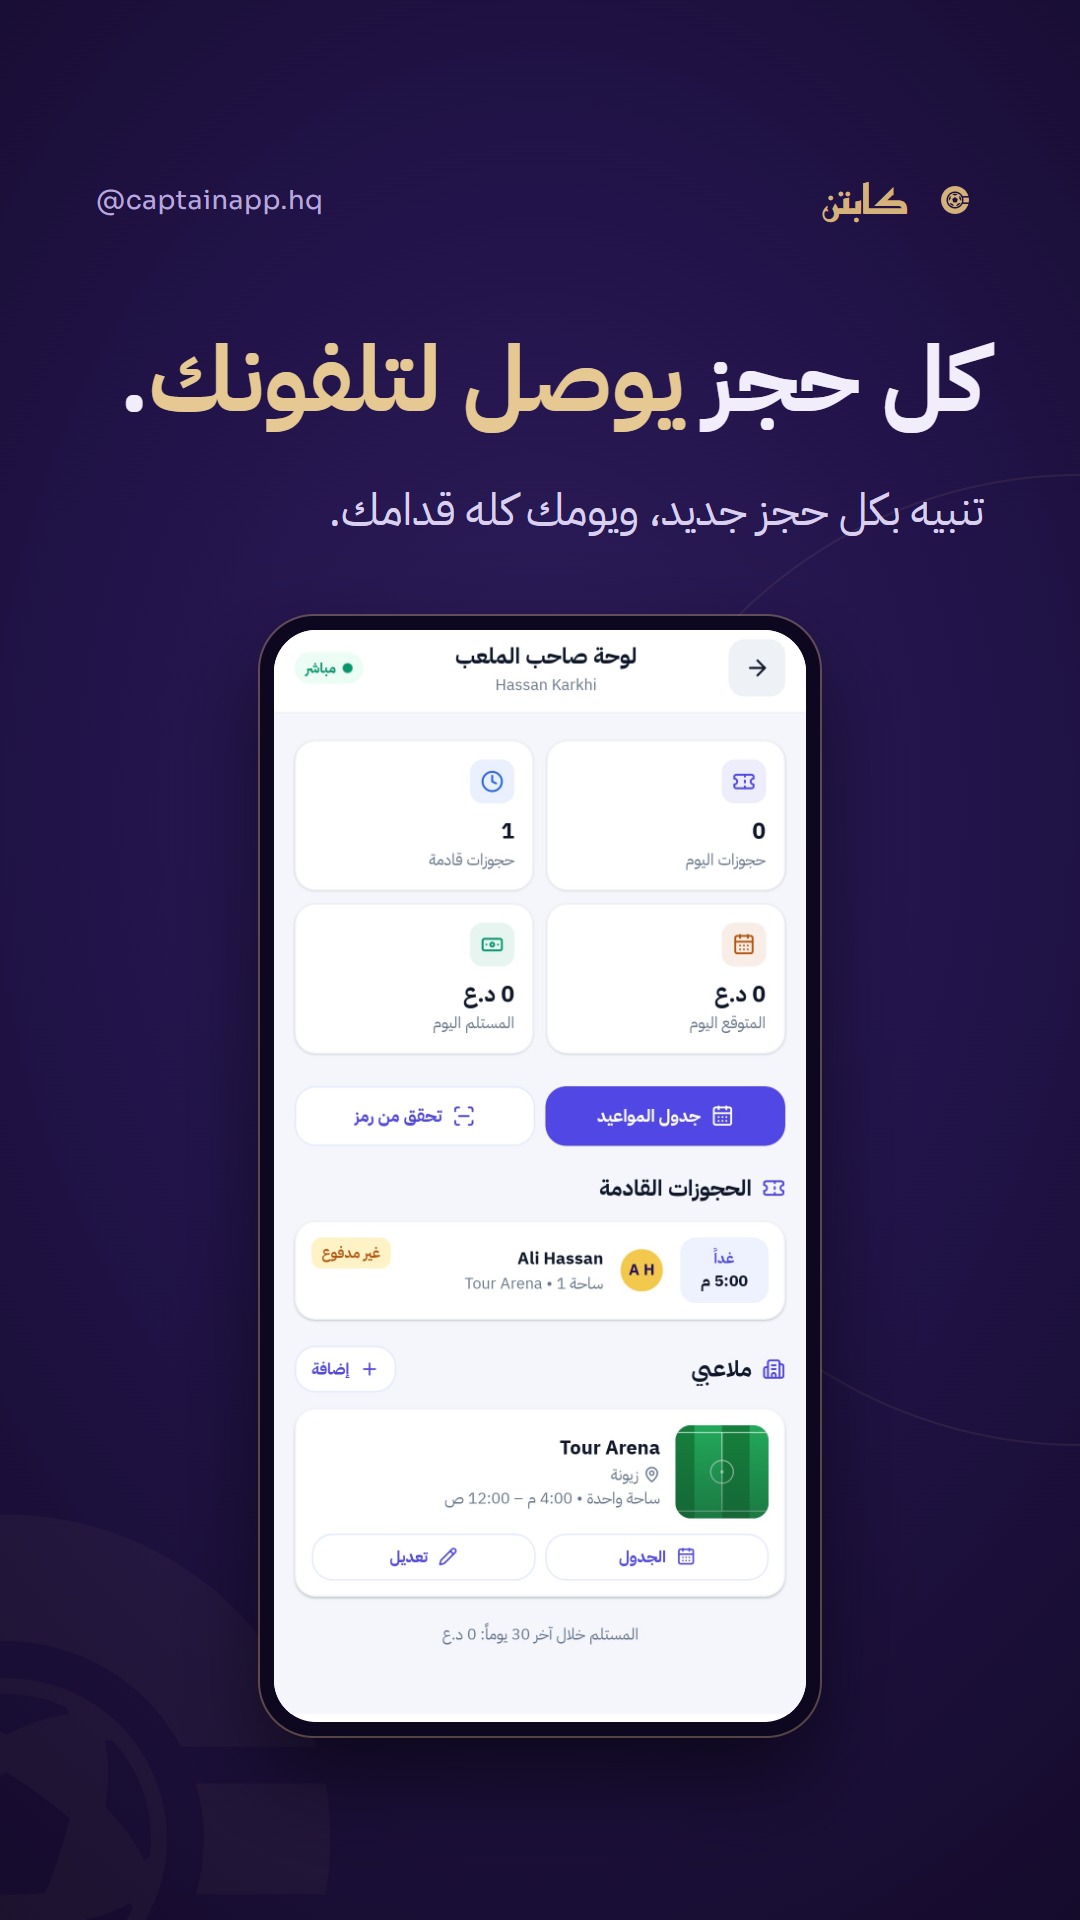 كابتن
@captainapp.hq
كل حجز يوصل لتلفونك.
تنبيه بكل حجز جديد، ويومك كله قدامك.
لوحة صاحب الملعب
Hassan Karkhi
مباشر
0
حجوزات اليوم
1
حجوزات قادمة
0 د.ع
المتوقع اليوم
0 د.ع
المستلم اليوم
جدول المواعيد
تحقق من رمز
الحجوزات القادمة
غداً
5:00 م
A H
Ali Hassan
ساحة 1 • Tour Arena
غير مدفوع
ملاعبي
إضافة
Tour Arena
زيونة
ساحة واحدة • 4:00 م – 12:00 ص
الجدول
تعديل
المستلم خلال آخر 30 يوماً: 0 د.ع